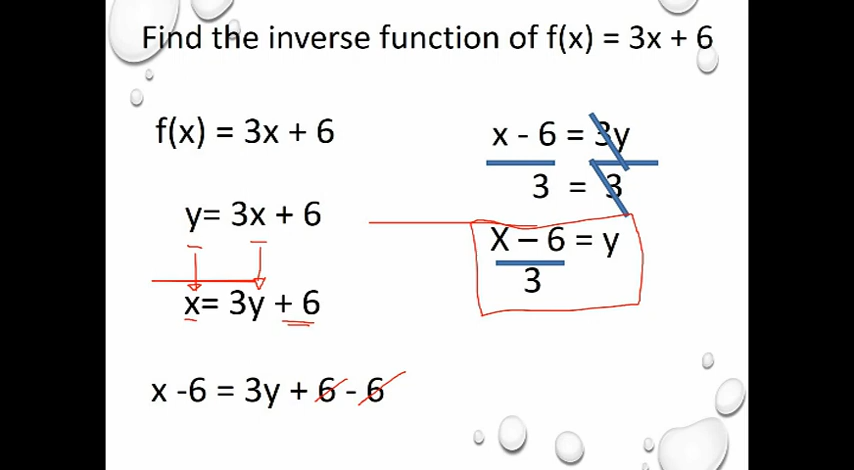 Find the inverse function of f(x) = 3x + 6
f(x) = 3x + 6
y= 3x + 6
x= 3y + 6
x -6 = 3y + 6 - 6
x - 6 = 3y
3 = 3
X – 6 = y
3